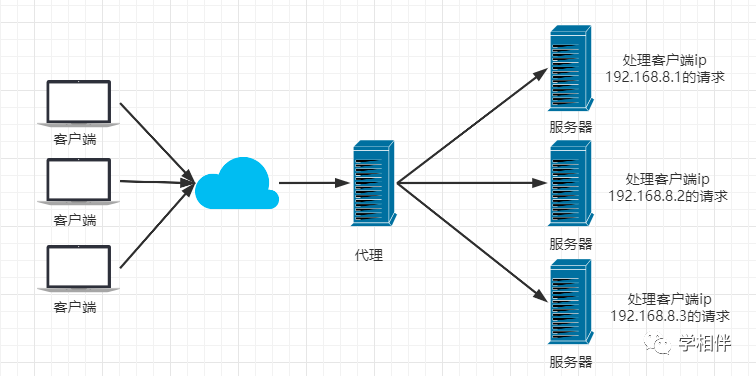 客户端
客户端
客户端
代理
服务器
处理客户端ip
192.168.8.1的请求
服务器
处理客户端ip
192.168.8.2的请求
服务器
处理客户端ip
192.168.8.3的请求
学相伴